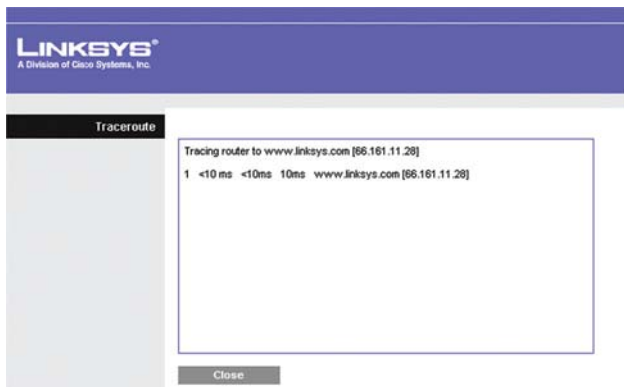 LINKSYS®
A Division of Cisco Systems, Inc.
Traceroute
Tracing router to www.linksys.com [66.161.11.28]
1 <10 ms <10ms 10ms www.linksys.com [66.161.11.28]
Close